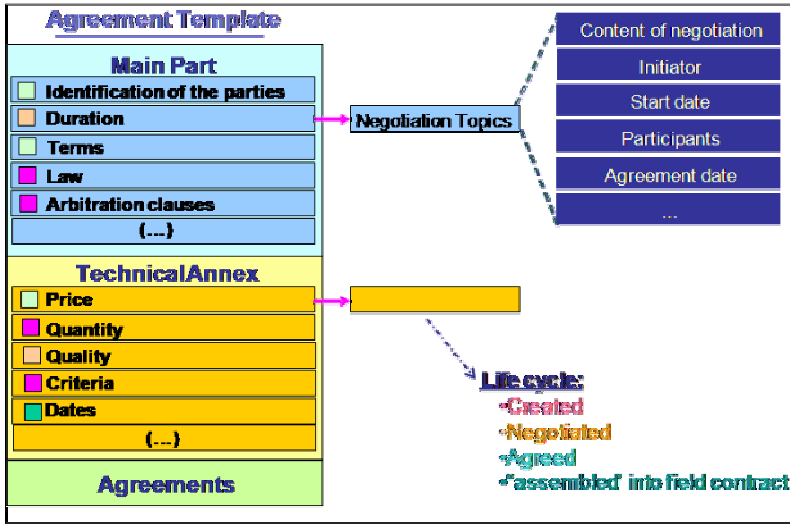 Agreement Template
Main Part
Identification of the parties
Duration
Terms
Law
Arbitration clauses
(...)
Technical Annex
Price
Quantity
Quality
Criteria
Dates
(...)
Agreements
Negotiation Topics
Content of negotiation
Initiator
Start date
Participants
Agreement date
...
Life cycle:
•Created
•Negotiated
•Agreed
•"assembled' into field contract